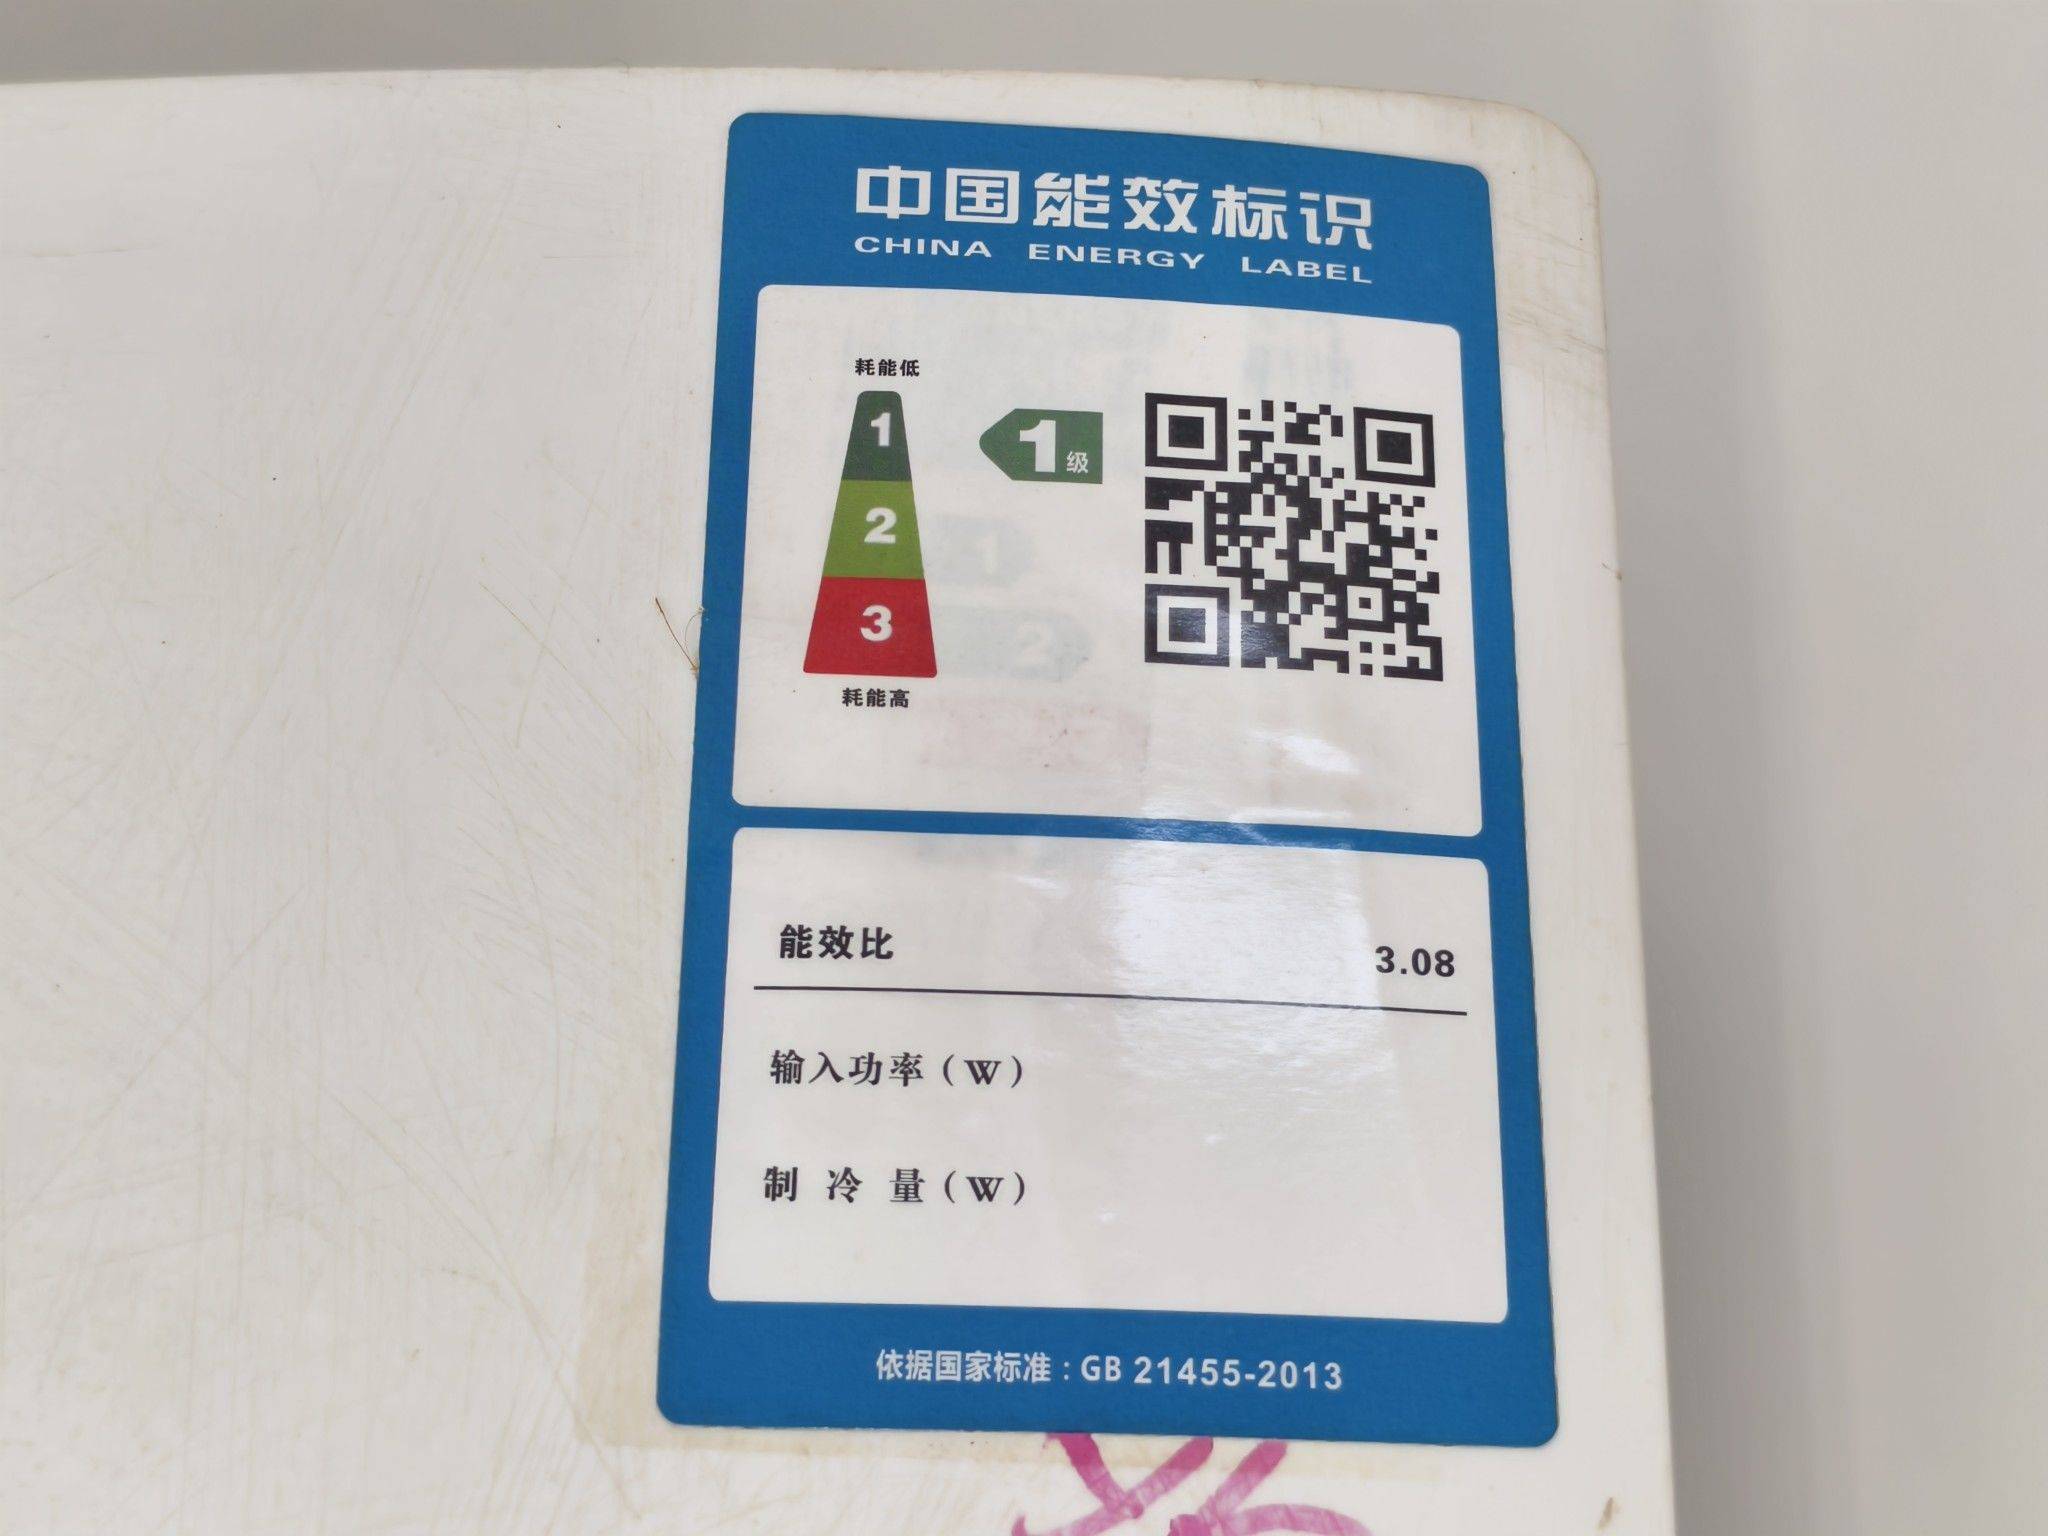 中国能效标识
CHINA ENERGY LABEL
耗能低
1
1级
2
3
耗能高
能效比 3.08
输入功率(W)
制冷量(W)
依据国家标准:GB 21455-2013